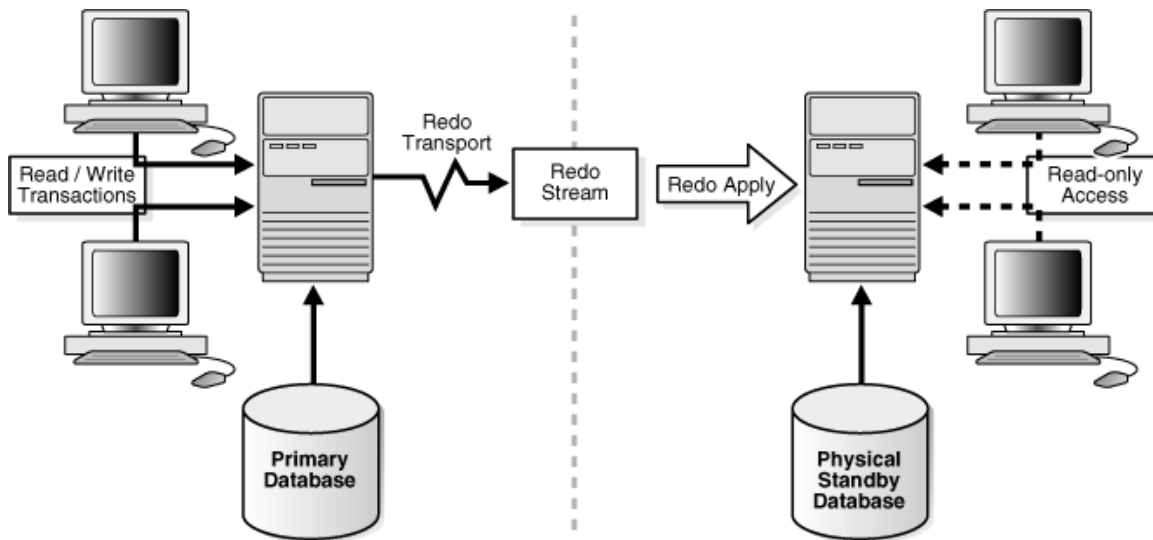 Read / Write
Transactions
Redo
Transport
Redo
Stream
Redo Apply
Read-only
Access
Primary
Database
Physical
Standby
Database